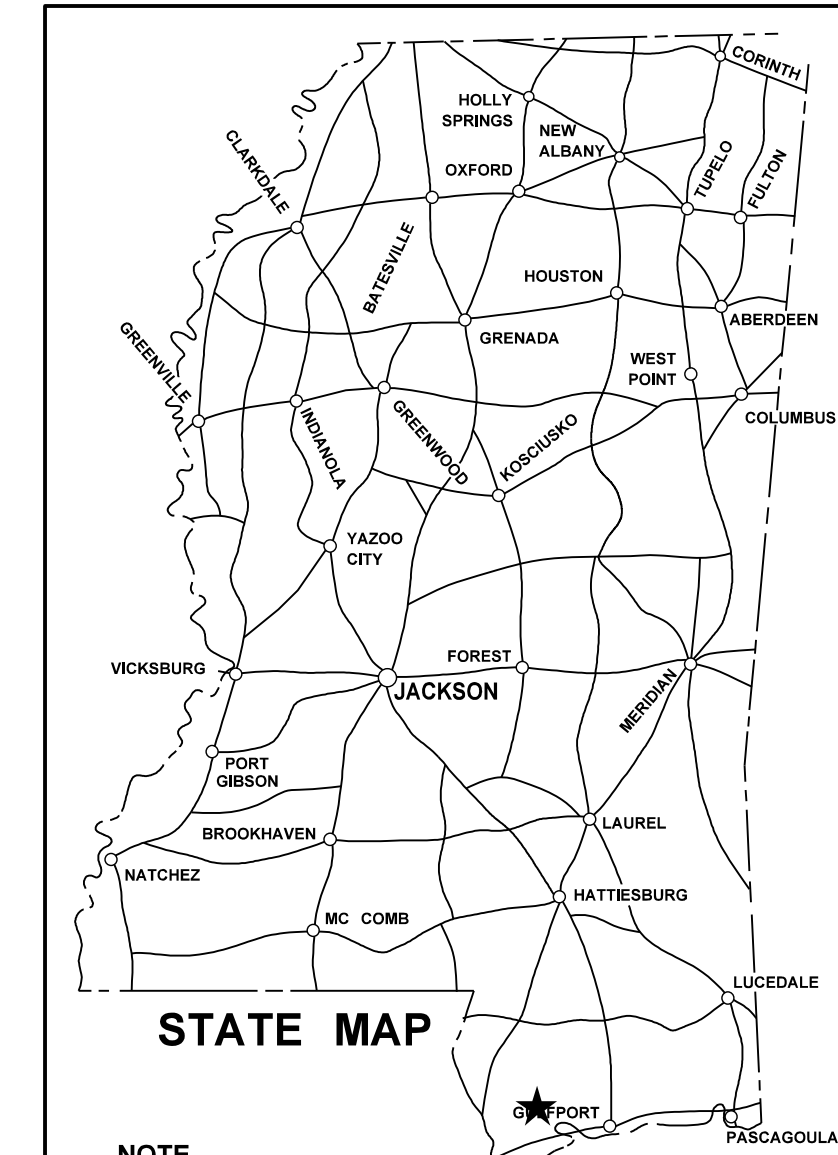 CORINTH
HOLLY
SPRINGS
NEW
ALBANY
CLARKDALE
OXFORD
TUPELO
FULTON
BATESVILLE
HOUSTON
ABERDEEN
GREENVILLE
GRENADA
WEST
POINT
COLUMBUS
INDIANOLA
GREENWOOD
KOSCIUSKO
YAZOO
CITY
VICKSBURG
FOREST
JACKSON
MERIDIAN
PORT
GIBSON
BROOKHAVEN
LAUREL
NATCHEZ
HATTIESBURG
MC COMB
LUCEDALE
STATE MAP
GULFPORT
PASCAGOULA
NOTE